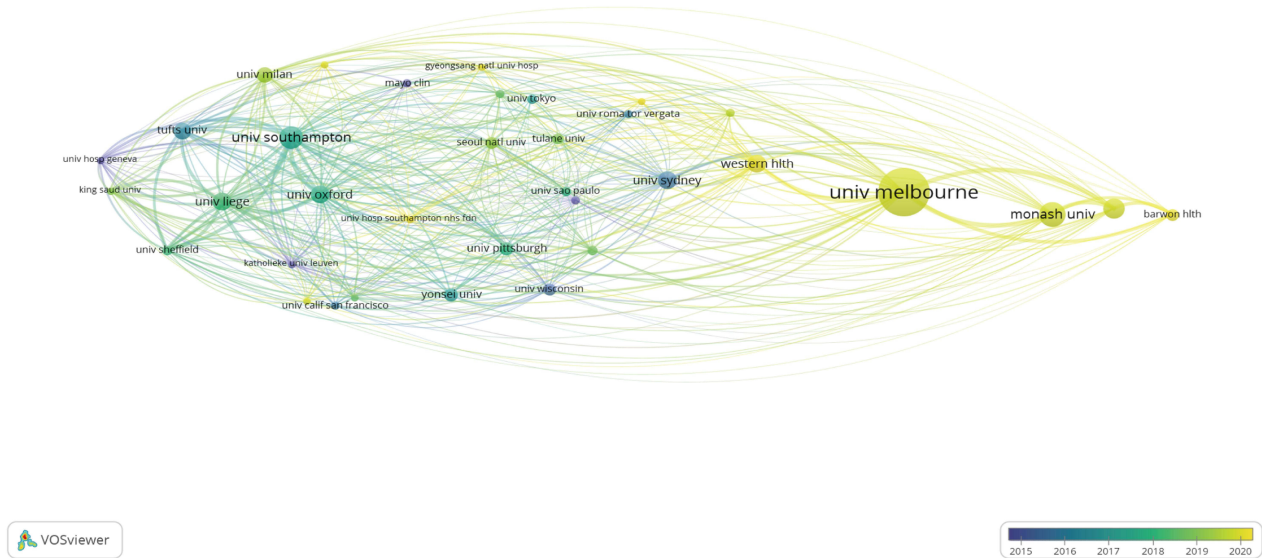 univ milan
gyeongsang natl univ hosp
mayo clin
univ tokyo
univ roma tor vergata
tufts univ
univ southampton
seoul natl univ
tulane univ
univ hosp geneva
western hlth
king saud univ
univ sydney
univ liege
univ oxford
univ sao paulo
univ melbourne
univ hosp southampton nhs fdn
monash univ
barwon hlth
univ sheffield
univ pittsburgh
katholieke univ leuven
univ wisconsin
yonsei univ
univ calif san francisco
VOSviewer
2015 2016 2017 2018 2019 2020